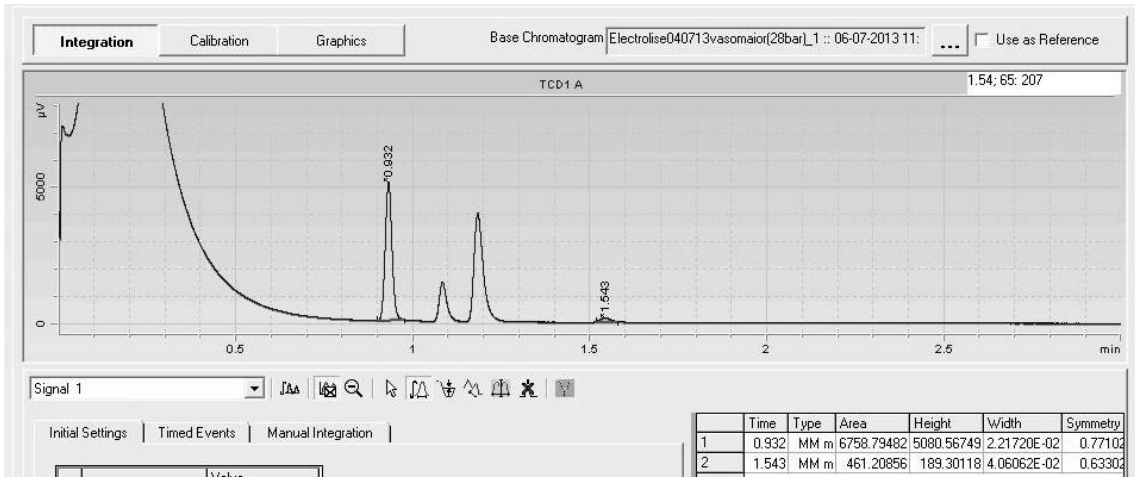 Integration Calibration Graphics Base Chromatogram Electrolise040713vasomaior(28bar)_1 :: 06-07-2013 11: ... Use as Reference
TCD1 A 1.54; 65: 207
µV
5000
0
*0.932
*1.543
0.5 1 1.5 2 2.5 min
Signal 1
Initial Settings Timed Events Manual Integration
Time Type Area Height Width Symmetry
1 0.932 MM m 6758.79482 5080.56749 2.21720E-02 0.77102
2 1.543 MM m 461.20856 189.30118 4.06062E-02 0.63302
Value